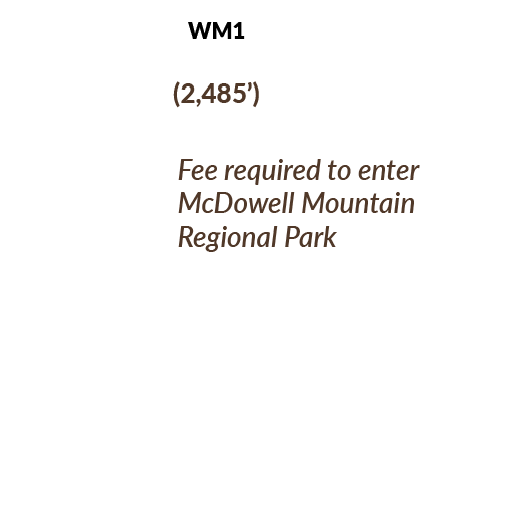 WM1
(2,485’)
Fee required to enter
McDowell Mountain
Regional Park